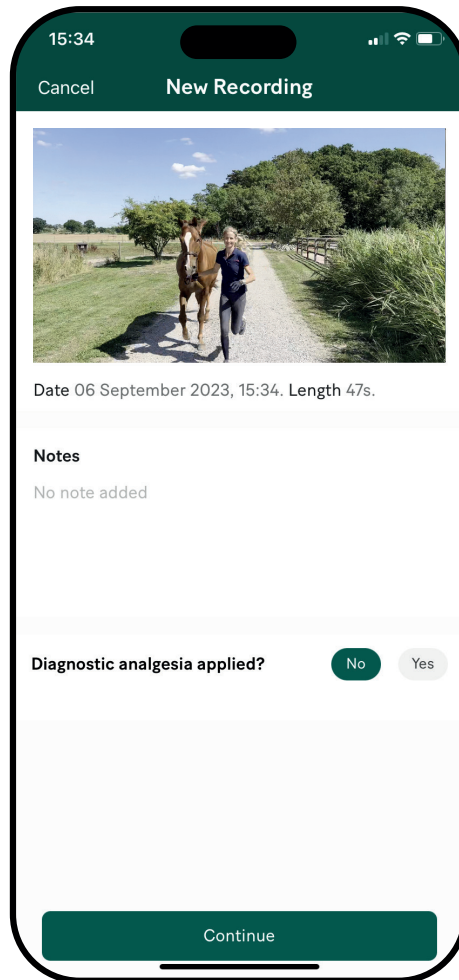 15:34
Cancel New Recording
Date 06 September 2023, 15:34. Length 47s.
Notes
No note added
Diagnostic analgesia applied? No Yes
Continue